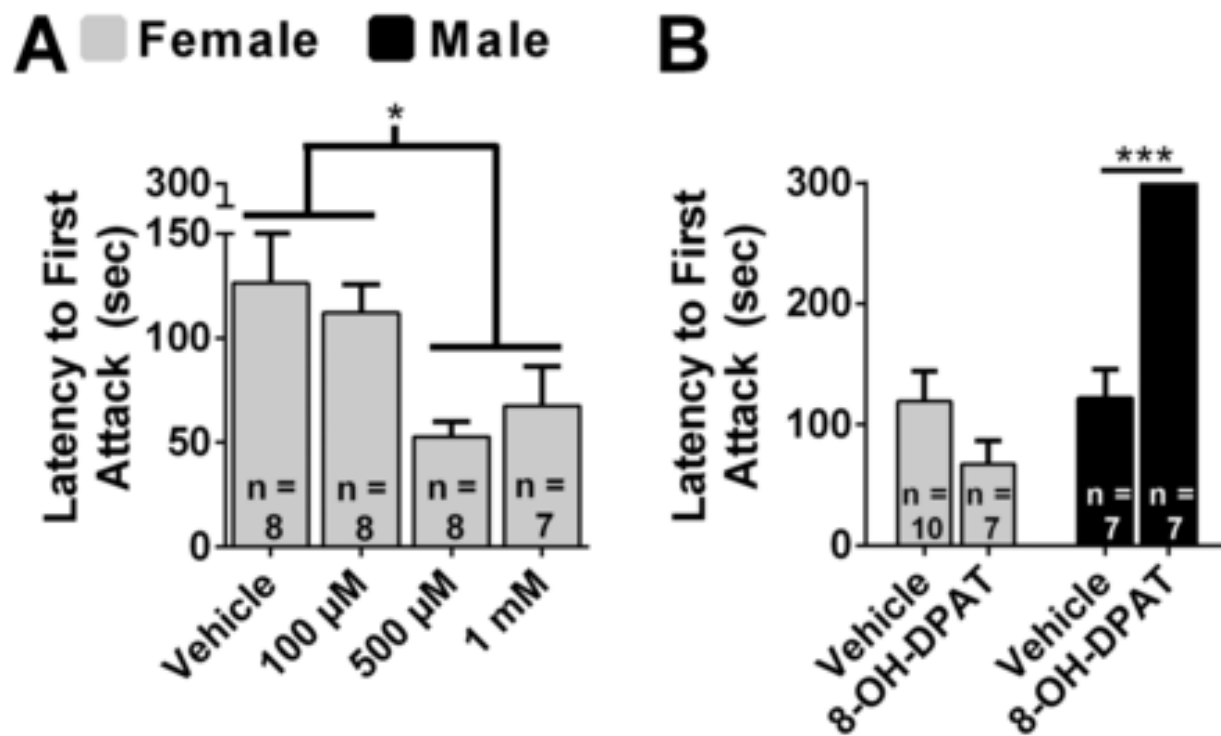 A Female Male
*
Latency to First
Attack (sec)
300
150
100
50
0
n =
8
n =
8
n =
8
n =
7
Vehicle
100 µM
500 µM
1 mM
B
***
Latency to First
Attack (sec)
300
200
100
0
n =
10
n =
7
n =
7
n =
7
Vehicle
8-OH-DPAT
Vehicle
8-OH-DPAT